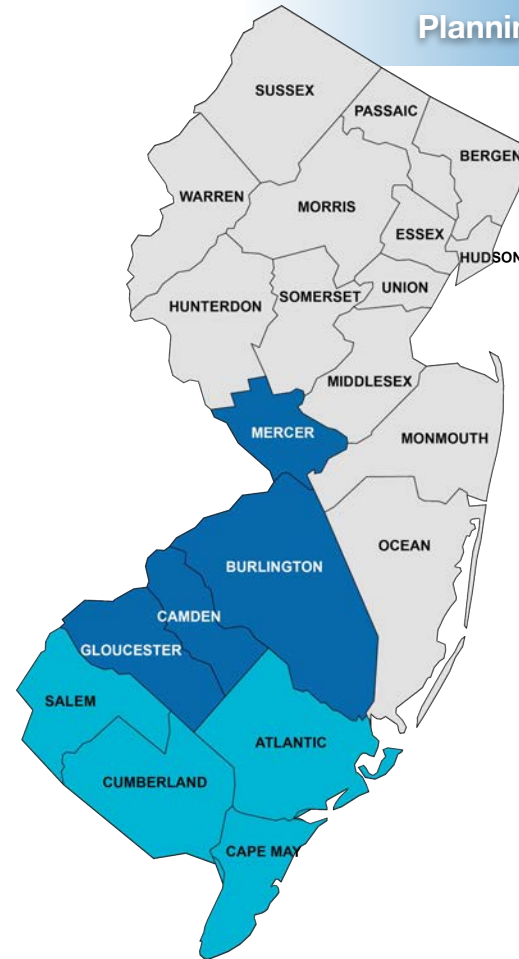 Plannin
SUSSEX
PASSAIC
BERGEN
WARREN
MORRIS
ESSEX
HUDSON
UNION
SOMERSET
HUNTERDON
MIDDLESEX
MERCER
MONMOUTH
OCEAN
BURLINGTON
CAMDEN
GLOUCESTER
SALEM
ATLANTIC
CUMBERLAND
CAPE MAY